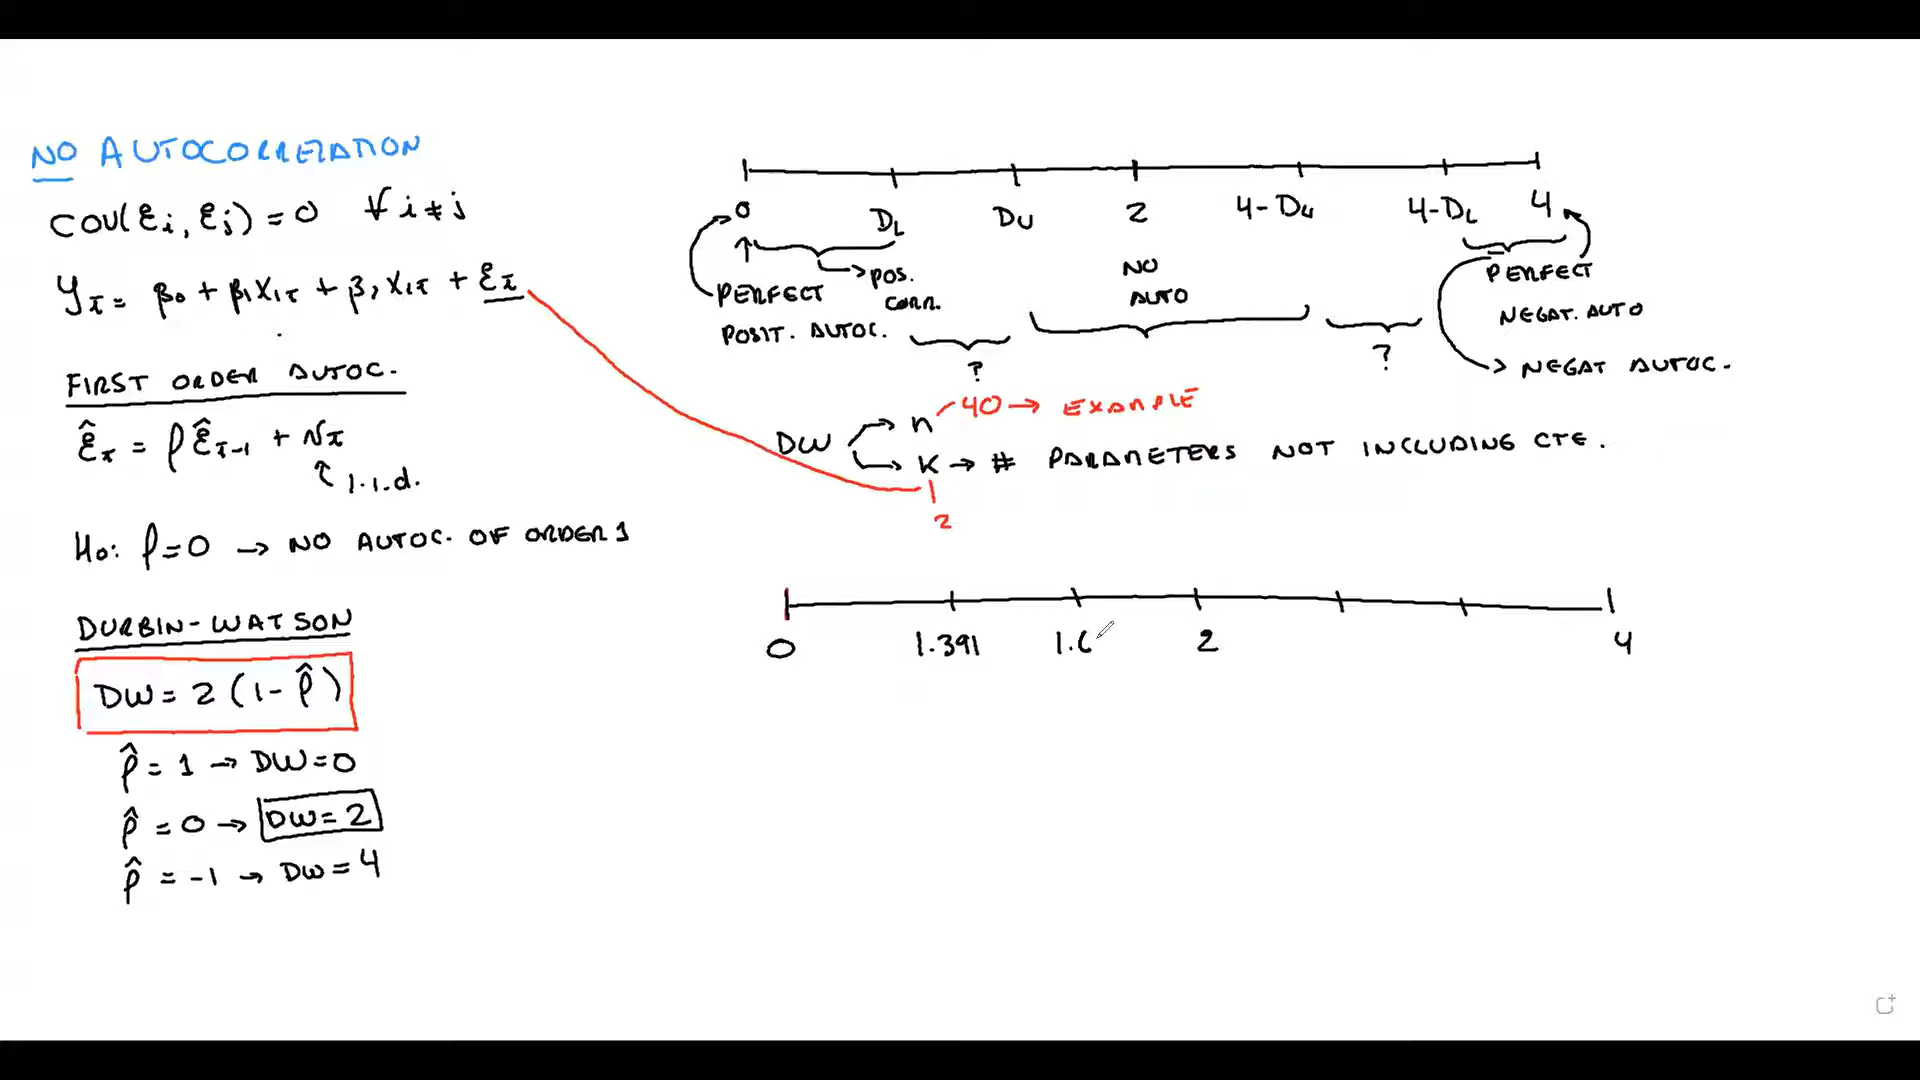 NO AUTOCORRELATION
COV(εi, εj) = 0 ∀ i ≠ j
Yt = β0 + β1X1t + β1X1t + εt
FIRST ORDER AUTOC.
ε̂t = ρε̂t-1 + Nt
i.i.d.
H0: ρ=0 → NO AUTOC. OF ORDER 1
DURBIN-WATSON
DW = 2(1-ρ̂)
ρ̂ = 1 → DW=0
ρ̂ = 0 → DW=2
ρ̂ = -1 → DW=4
0 DL DU 2 4-DU 4-DL 4
PERFECT
POSIT. AUTOC.
POS.
CORR.
?
NO
AUTO
?
PERFECT
NEGAT. AUTO
NEGAT AUTOC.
DW
n 40 → EXAMPLE
K → # PARAMETERS NOT INCLUDING CTE.
2
0 1.391 1.6 2 4